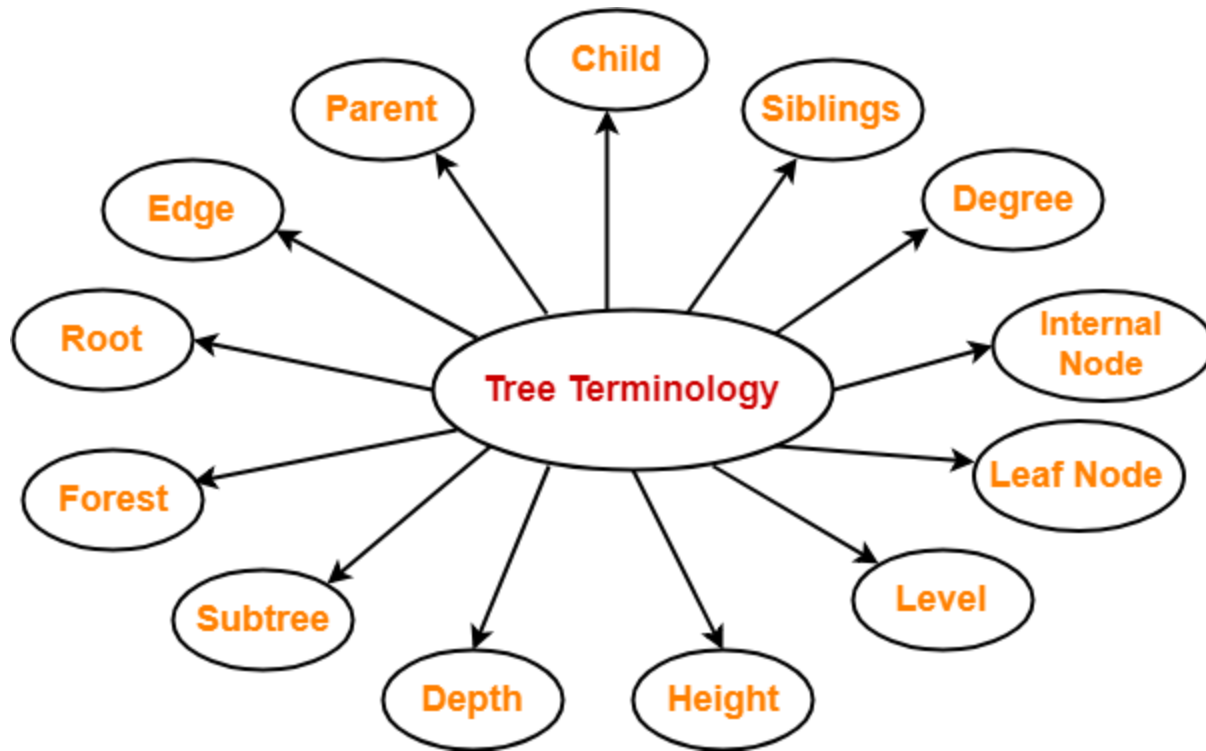 Child
Parent
Siblings
Edge
Degree
Root
Internal
Node
Tree Terminology
Forest
Leaf Node
Subtree
Level
Depth
Height